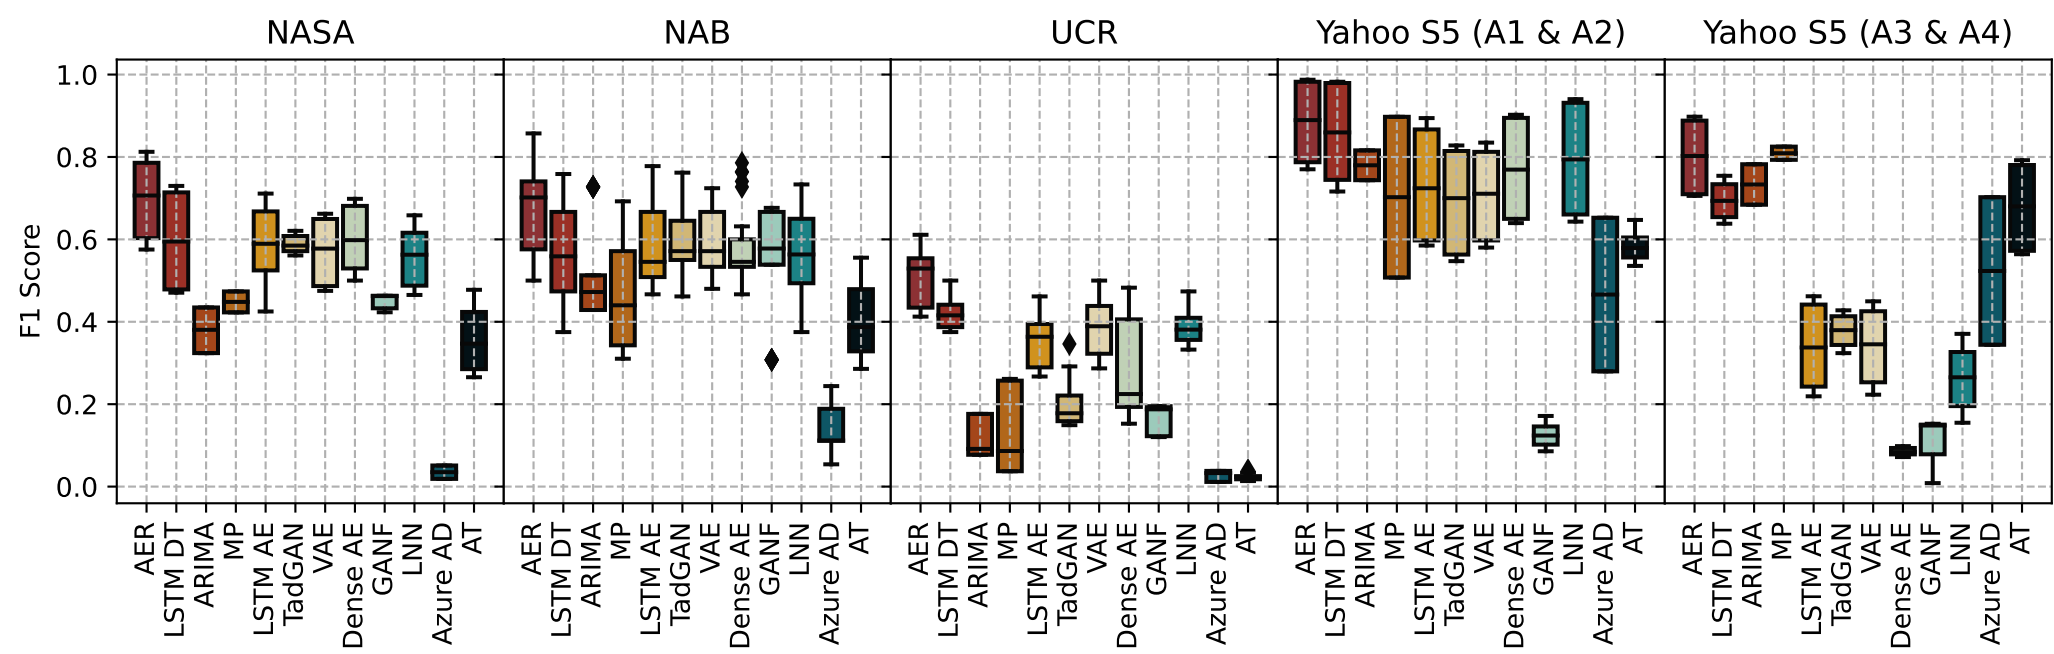 NASA NAB UCR Yahoo S5 (A1 & A2) Yahoo S5 (A3 & A4)
F1 Score
1.0
0.8
0.6
0.4
0.2
0.0
AER LSTM DT ARIMA MP LSTM AE TadGAN VAE Dense AE GANF LNN Azure AD AT
AER LSTM DT ARIMA MP LSTM AE TadGAN VAE Dense AE GANF LNN Azure AD AT
AER LSTM DT ARIMA MP LSTM AE TadGAN VAE Dense AE GANF LNN Azure AD AT
AER LSTM DT ARIMA MP LSTM AE TadGAN VAE Dense AE GANF LNN Azure AD AT
AER LSTM DT ARIMA MP LSTM AE TadGAN VAE Dense AE GANF LNN Azure AD AT